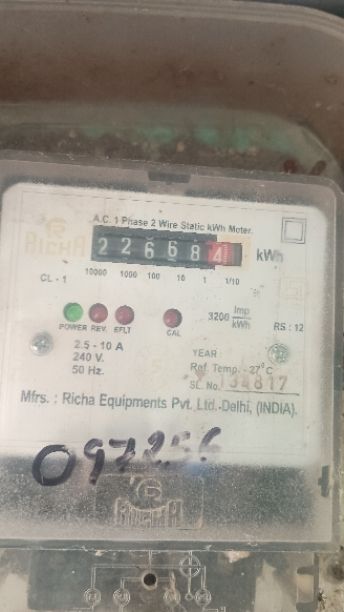 A.C. 1 Phase 2 Wire Static kWh Meter.
RICHA 226684 kWh
10000 1000 100 10 1 1/10
CL - 1
3200 Imp/kWh
POWER REV. EFLT CAL RS : 12
2.5 - 10 A
240 V.
50 Hz.
YEAR :
Ref. Temp. - 27°C
SL. No. 134817
Mfrs. : Richa Equipments Pvt. Ltd.-Delhi, (INDIA).
097256
RICHA